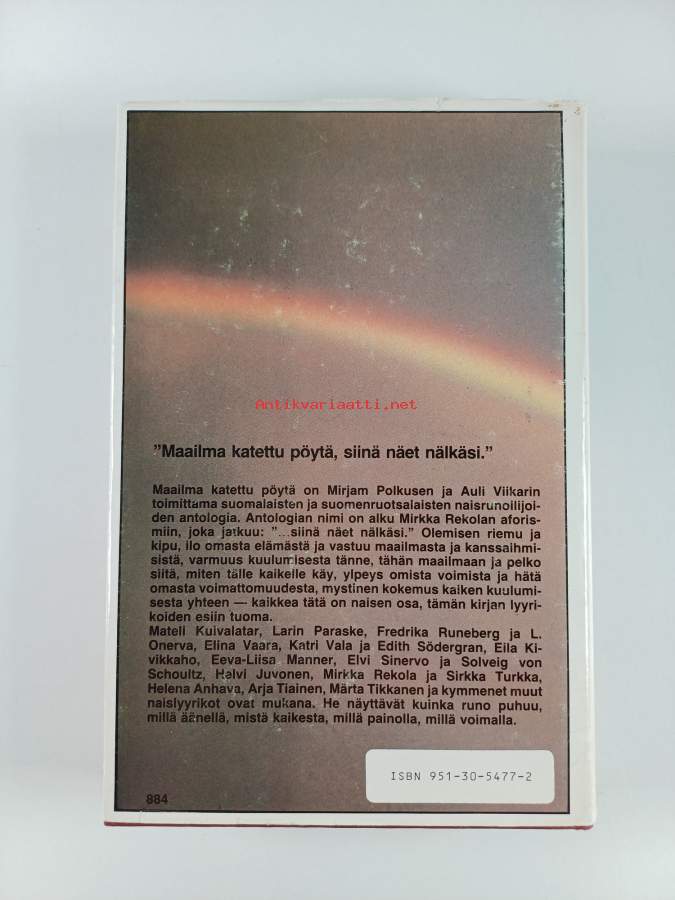 Antikvariaatti.net
"Maailma katettu pöytä, siinä näet nälkäsi."
Maailma katettu pöytä on Mirjam Polkusen ja Auli Viikarin
toimittama suomalaisten ja suomenruotsalaisten naisrunoilijoi-
den antologia. Antologian nimi on alku Mirkka Rekolan aforis-
miin, joka jatkuu: "...siinä näet nälkäsi." Olemisen riemu ja
kipu, ilo omasta elämästä ja vastuu maailmasta ja kanssaihmi-
sistä, varmuus kuulumisesta tänne, tähän maailmaan ja pelko
siitä, miten tälle kaikelle käy, ylpeys omista voimista ja hätä
omasta voimattomuudesta, mystinen kokemus kaiken kuulumi-
sesta yhteen — kaikkea tätä on naisen osa, tämän kirjan lyyri-
koiden esiin tuoma.
Mateli Kuivalatar, Larin Paraske, Fredrika Runeberg ja L.
Onerva, Elina Vaara, Katri Vala ja Edith Södergran, Eila Ki-
vikkaho, Eeva-Liisa Manner, Elvi Sinervo ja Solveig von
Schoultz, Helvi Juvonen, Mirkka Rekola ja Sirkka Turkka,
Helena Anhava, Arja Tiainen, Märta Tikkanen ja kymmenet muut
naislyyrikot ovat mukana. He näyttävät kuinka runo puhuu,
millä äänellä, mistä kaikesta, millä painolla, millä voimalla.
ISBN 951-30-5477-2
884